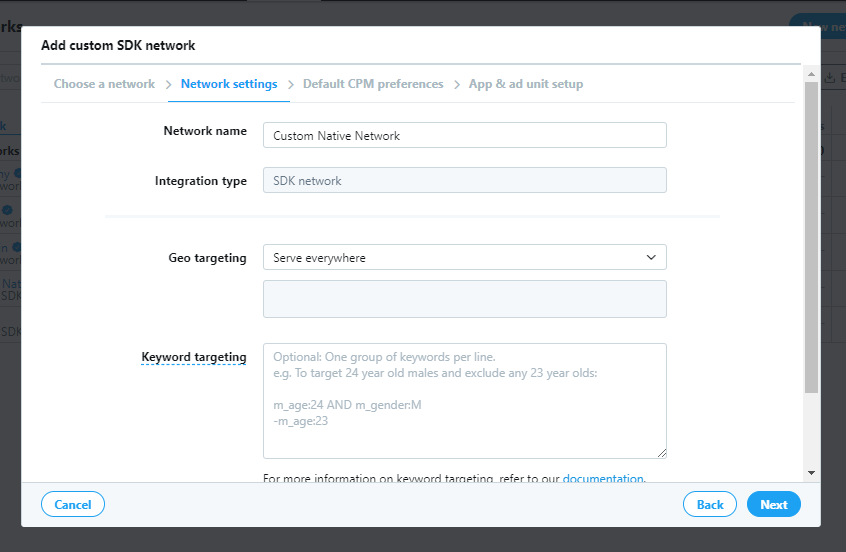 Add custom SDK network
Choose a network > Network settings > Default CPM preferences > App & ad unit setup
Network name
Custom Native Network
Integration type
SDK network
Geo targeting
Serve everywhere
Keyword targeting
Optional: One group of keywords per line.
e.g. To target 24 year old males and exclude any 23 year olds:
m_age:24 AND m_gender:M
-m_age:23
For more information on keyword targeting, refer to our documentation.
Cancel
Back
Next